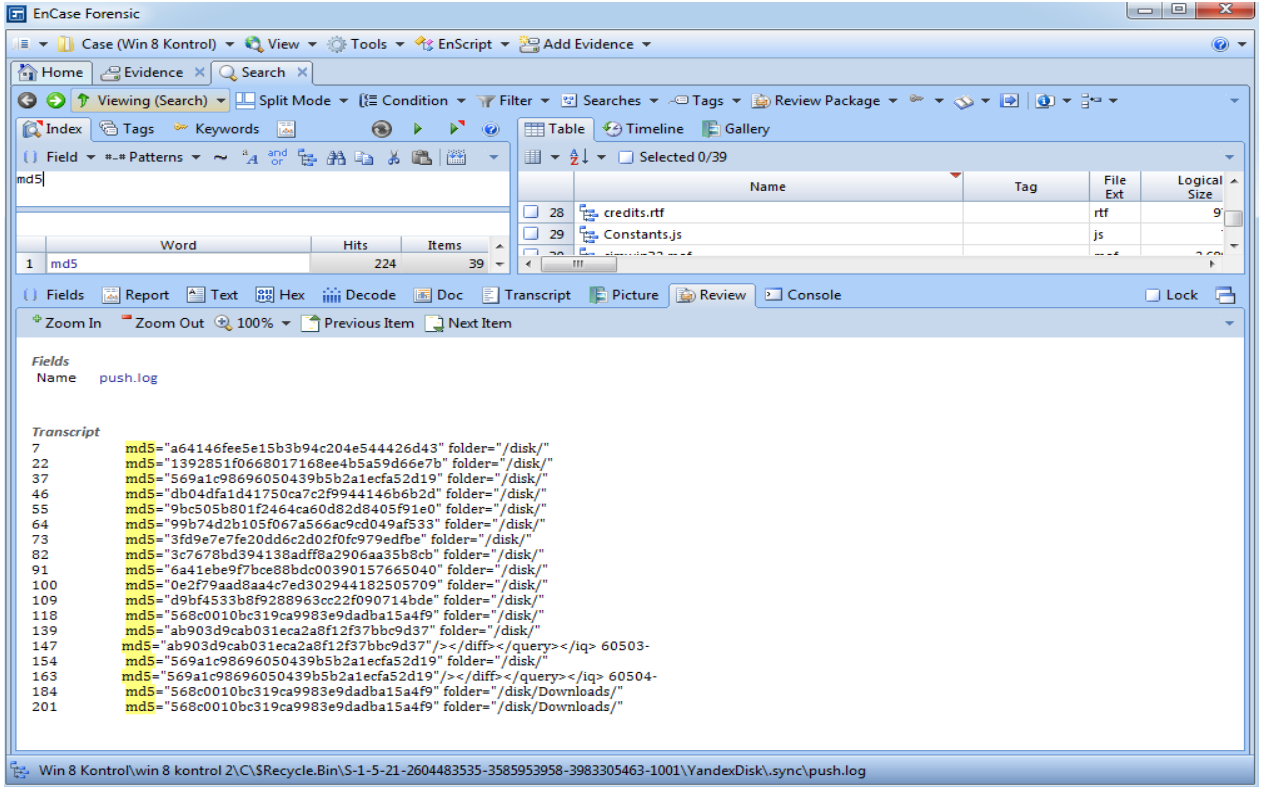 EnCase Forensic
Case (Win 8 Kontrol) View Tools EnScript Add Evidence
Home Evidence Search
Viewing (Search) Split Mode Condition Filter Searches Tags Review Package
Index Tags Keywords
Table Timeline Gallery
Field Patterns
Selected 0/39
md5
Name Tag File Ext Logical Size
28 credits.rtf rtf
29 Constants.js js
Word Hits Items
1 md5 224 39
Fields Report Text Hex Decode Doc Transcript Picture Review Console Lock
Zoom In Zoom Out 100% Previous Item Next Item
Fields
Name push.log
Transcript
7 md5="a64146fee5e15b3b94c204e544426d43" folder="/disk/"
22 md5="1392851f0668017168ee4b5a59d66e7b" folder="/disk/"
37 md5="569a1c98696050439b5b2a1ecfa52d19" folder="/disk/"
46 md5="db04dfa1d41750ca7c2f9944146b6b2d" folder="/disk/"
55 md5="9bc505b801f2464ca60d82d8405f91e0" folder="/disk/"
64 md5="99b74d2b105f067a566ac9cd049af533" folder="/disk/"
73 md5="3fd9e7e7fe20dd6c2d02f0fc979edfbe" folder="/disk/"
82 md5="3c7678bd394138adff8a2906aa35b8cb" folder="/disk/"
91 md5="6a41ebe9f7bce88bdc00390157665040" folder="/disk/"
100 md5="0e2f79aad8aa4c7ed302944182505709" folder="/disk/"
109 md5="d9bf4533b8f9288963cc22f090714bde" folder="/disk/"
118 md5="568c0010bc319ca9983e9dadba15a4f9" folder="/disk/"
139 md5="ab903d9cab031eca2a8f12f37bbc9d37" folder="/disk/"
147 md5="ab903d9cab031eca2a8f12f37bbc9d37"/></diff></query></iq> 60503-
154 md5="569a1c98696050439b5b2a1ecfa52d19" folder="/disk/"
163 md5="569a1c98696050439b5b2a1ecfa52d19"/></diff></query></iq> 60504-
184 md5="568c0010bc319ca9983e9dadba15a4f9" folder="/disk/Downloads/"
201 md5="568c0010bc319ca9983e9dadba15a4f9" folder="/disk/Downloads/"
Win 8 Kontrol\win 8 kontrol 2\C\$Recycle.Bin\S-1-5-21-2604483535-3585953958-3983305463-1001\YandexDisk\.sync\push.log